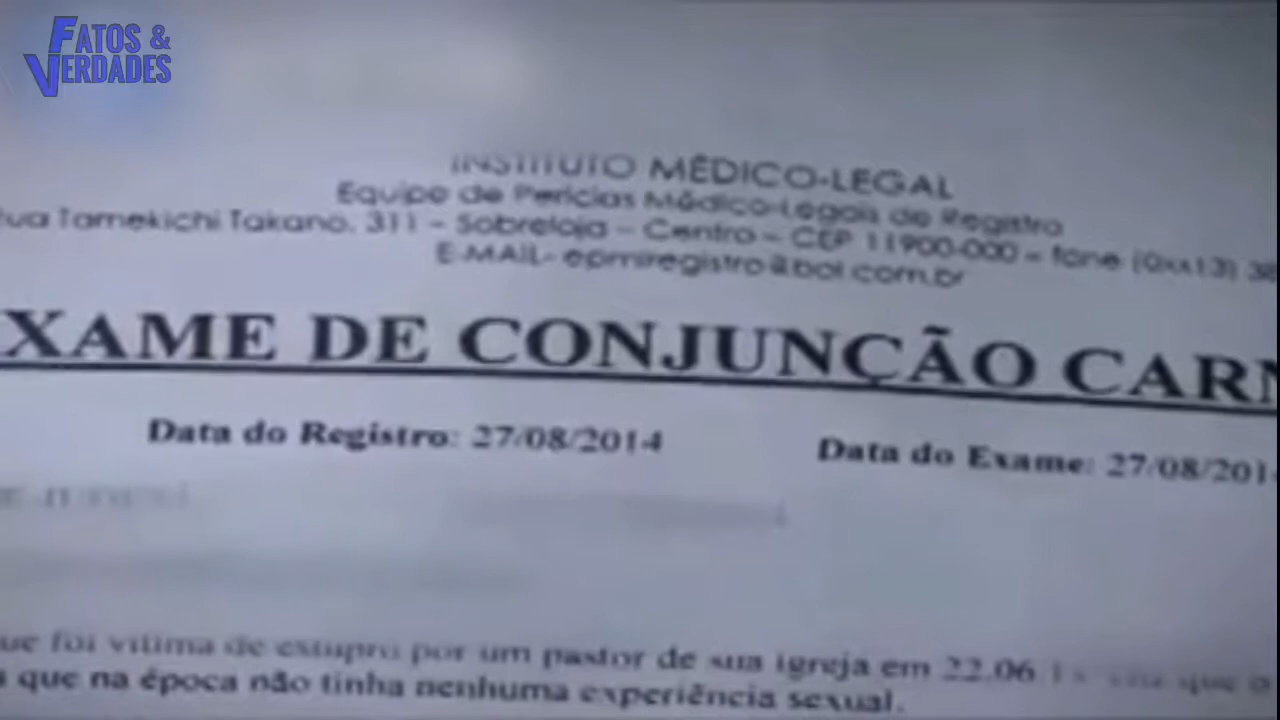 FATOS &
VERDADES
INSTITUTO MÉDICO-LEGAL
Equipe de Perícias Médico-Legais de Registro
Rua Tamekichi Takano, 311 – Sobreloja – Centro – CEP 11900-000 – fone (0xx13) 38
E-MAIL- epmlregistro@bol.com.br
XAME DE CONJUNÇÃO CARN
Data do Registro: 27/08/2014
Data do Exame: 27/08/201
ue foi vítima de estupro por um pastor de sua igreja em 22.06
que na época não tinha nenhuma experiência sexual.